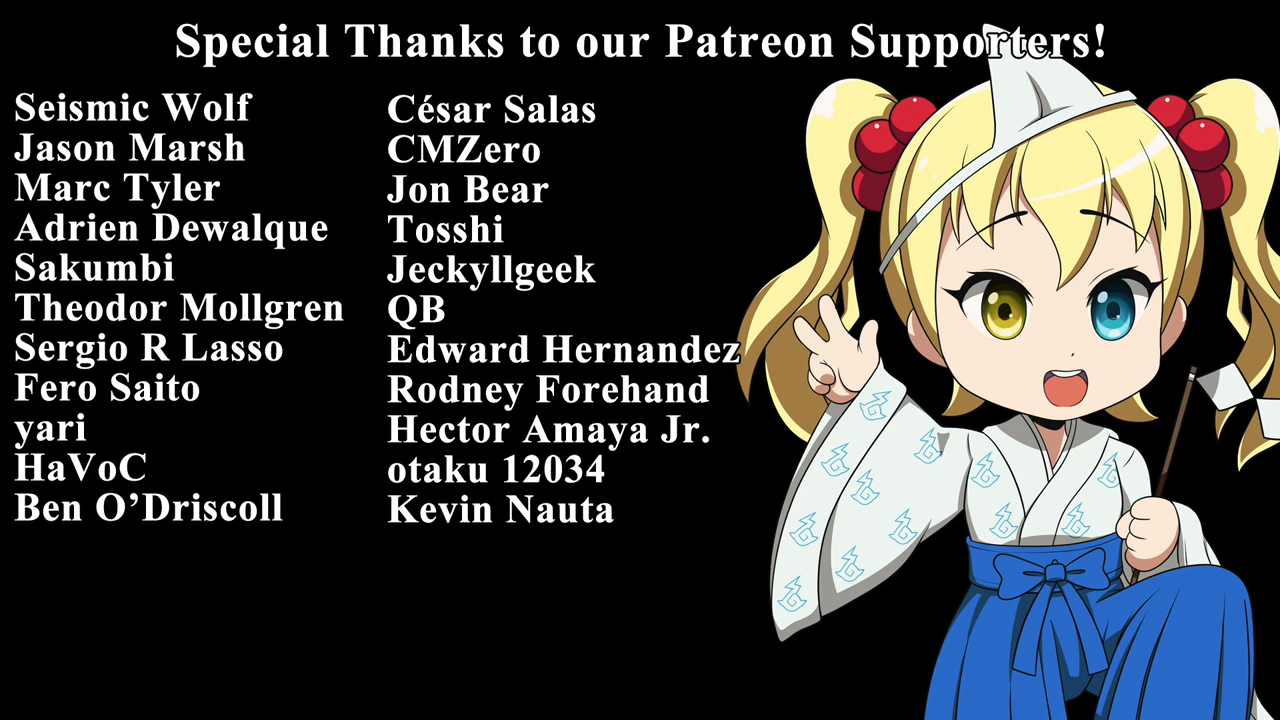 Special Thanks to our Patreon Supporters!
Seismic Wolf
Jason Marsh
Marc Tyler
Adrien Dewalque
Sakumbi
Theodor Mollgren
Sergio R Lasso
Fero Saito
yari
HaVoC
Ben O’Driscoll
César Salas
CMZero
Jon Bear
Tosshi
Jeckyllgeek
QB
Edward Hernandez
Rodney Forehand
Hector Amaya Jr.
otaku 12034
Kevin Nauta